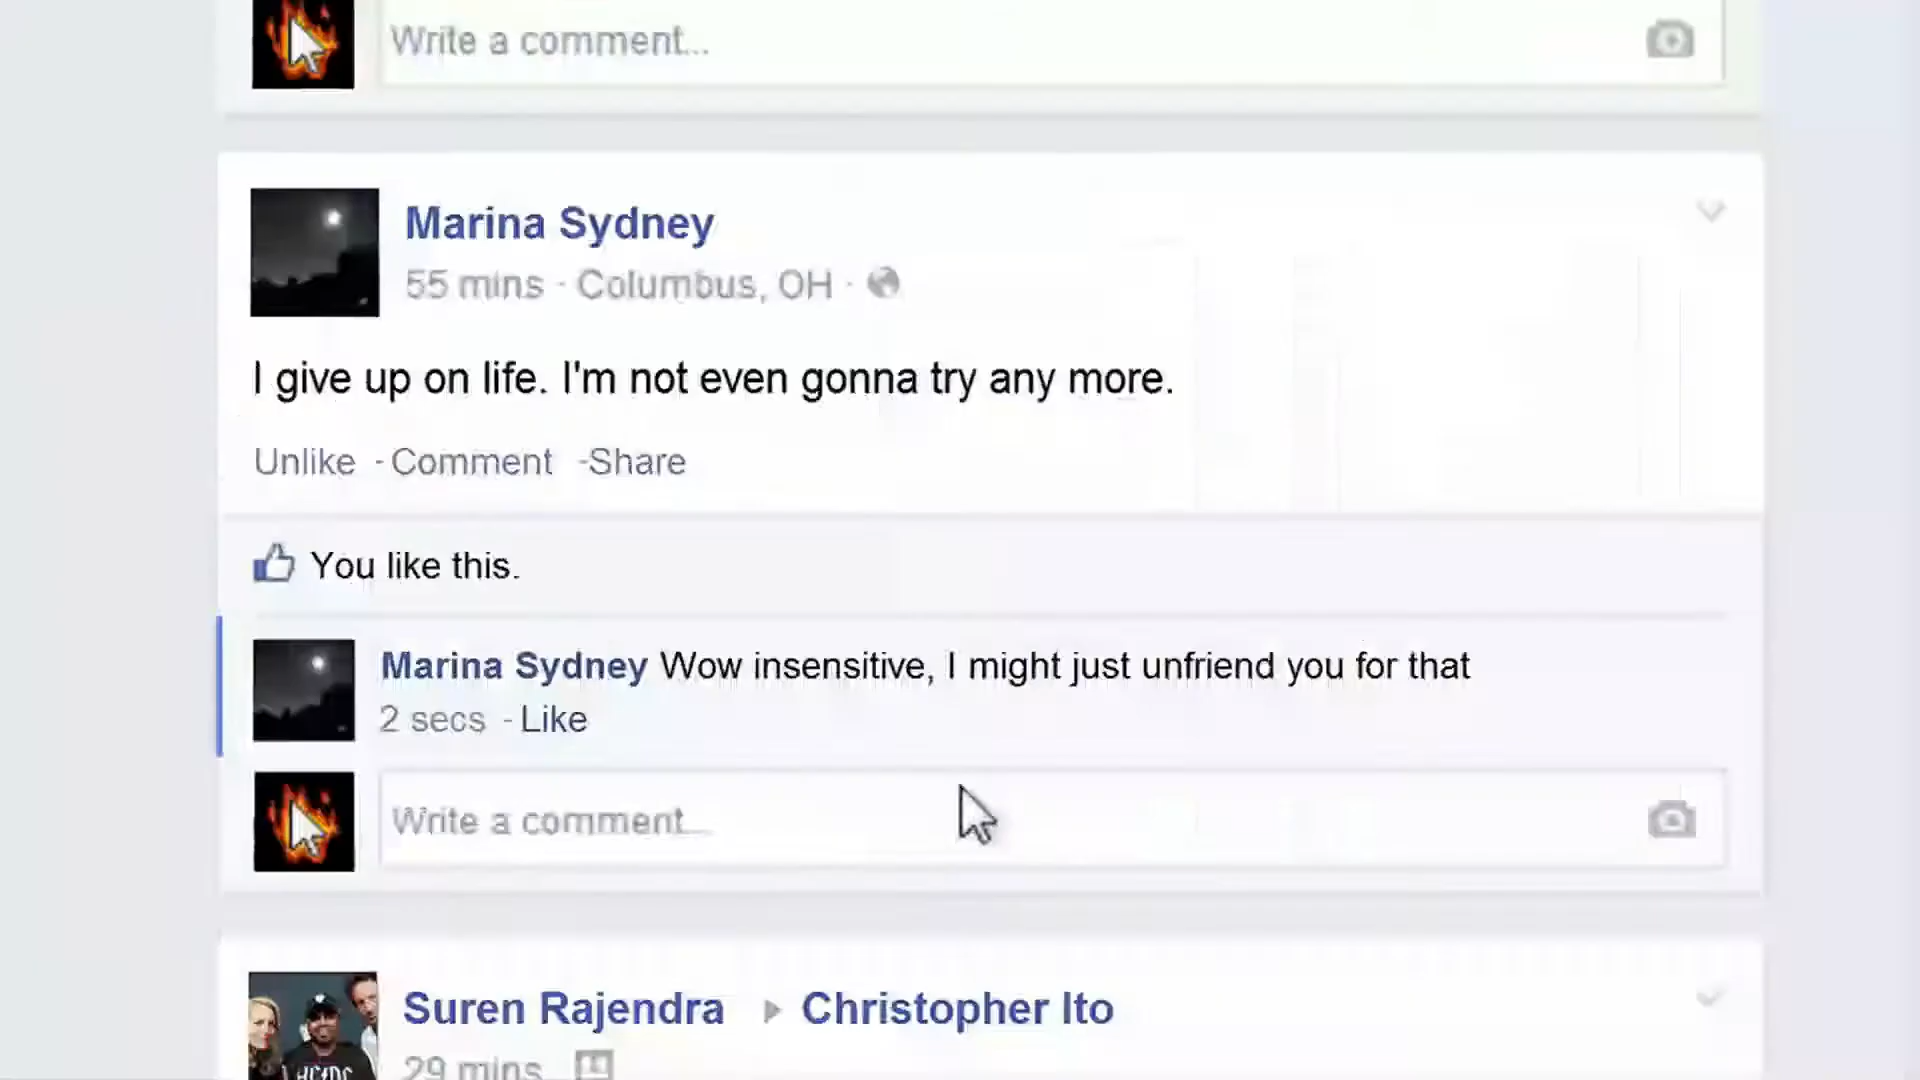 Write a comment...
Marina Sydney
55 mins · Columbus, OH ·
I give up on life. I'm not even gonna try any more.
Unlike - Comment -Share
You like this.
Marina Sydney Wow insensitive, I might just unfriend you for that
2 secs - Like
Write a comment...
Suren Rajendra Christopher Ito
29 mins